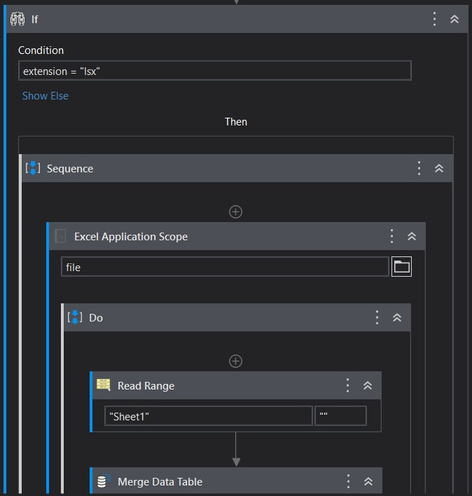 If
Condition
extension = "lsx"
Show Else
Then
Sequence
Excel Application Scope
file
Do
Read Range
"Sheet1" ""
Merge Data Table